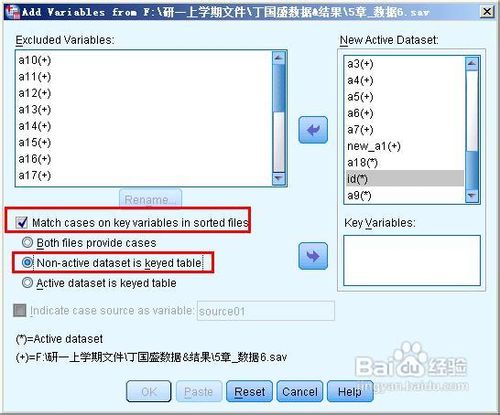 Add Variables from F:\研一上学期文件\丁国盛数据&结果\5章_数据6.sav
Excluded Variables:
a10(+)
a11(+)
a12(+)
a13(+)
a14(+)
a15(+)
a16(+)
a17(+)
New Active Dataset:
a3(+)
a4(+)
a5(+)
a6(+)
a7(+)
new_a1(+)
a18(*)
id(*)
a9(*)
Rename...
Match cases on key variables in sorted files
Both files provide cases
Non-active dataset is keyed table
Active dataset is keyed table
Key Variables:
Indicate case source as variable: source01
(*)=Active dataset
(+)=F:\研一上学期文件\丁国盛数据&结果\5章_数据6.sav
OK Paste Reset Cancel Help
Baidu经验
jingyan.baidu.com